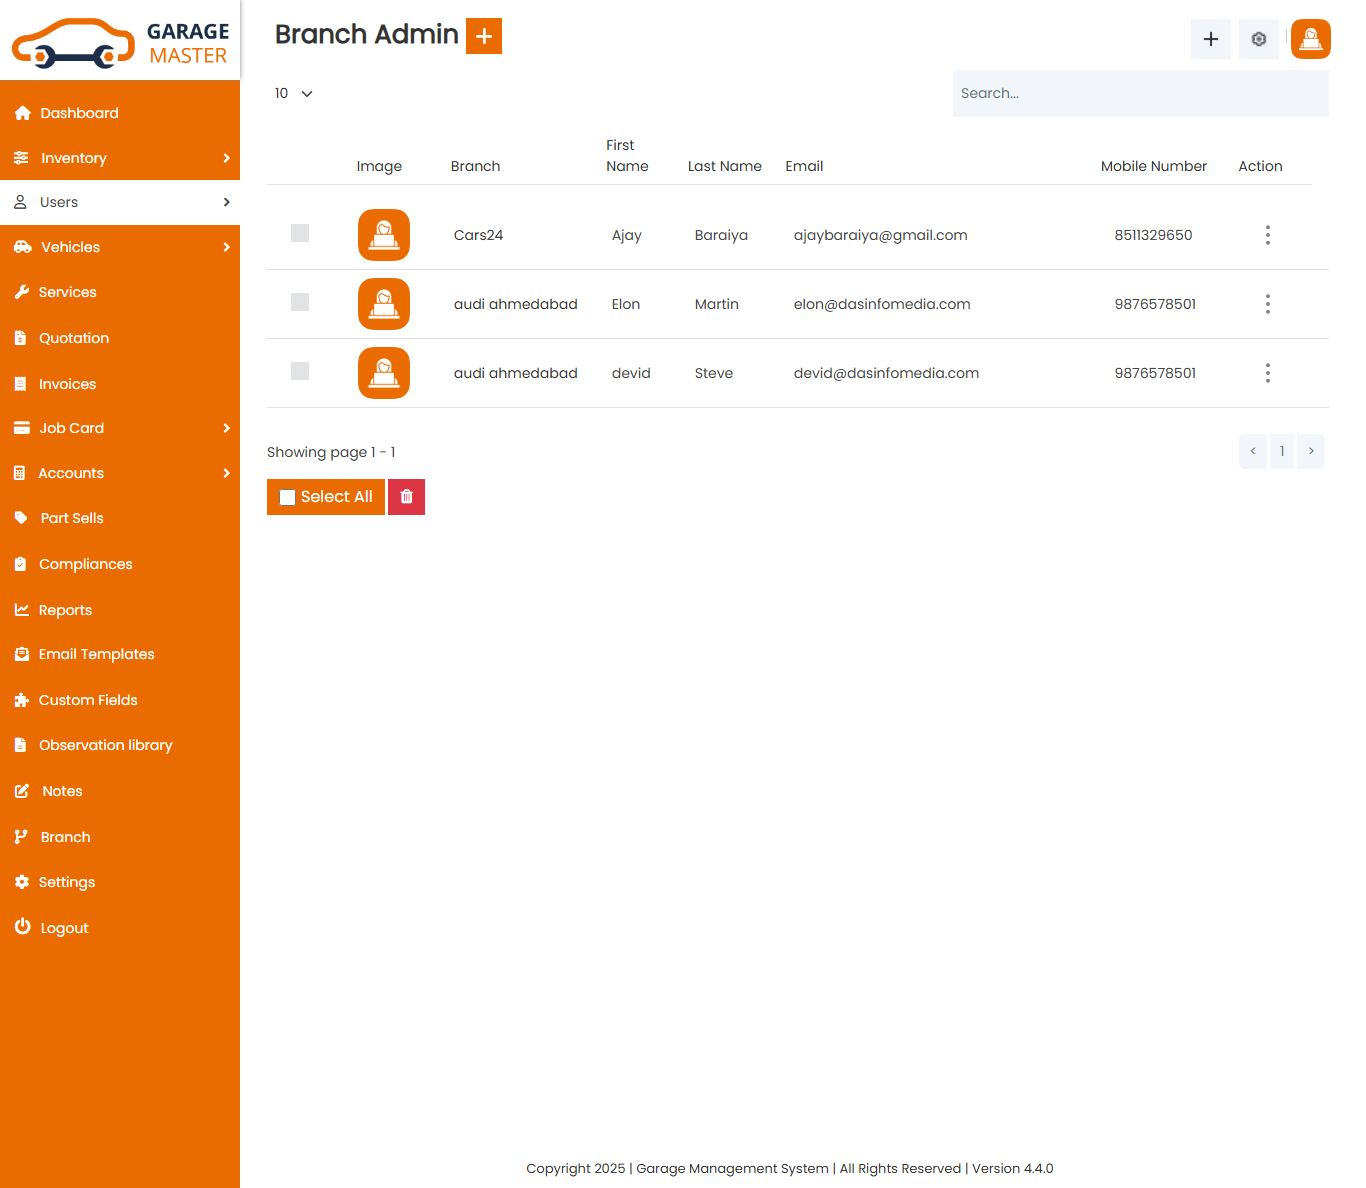 GARAGE
MASTER
Dashboard
Inventory
Users
Vehicles
Services
Quotation
Invoices
Job Card
Accounts
Part Sells
Compliances
Reports
Email Templates
Custom Fields
Observation library
Notes
Branch
Settings
Logout
Branch Admin
10
Search...
Image Branch First Name Last Name Email Mobile Number Action
Cars24 Ajay Baraiya ajaybaraiya@gmail.com 8511329650
audi ahmedabad Elon Martin elon@dasinfomedia.com 9876578501
audi ahmedabad devid Steve devid@dasinfomedia.com 9876578501
Showing page 1 - 1
< 1 >
Select All
Copyright 2025 | Garage Management System | All Rights Reserved | Version 4.4.0